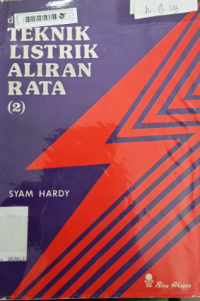 TEKNIK
LISTRIK
ALIRAN
RATA
(2)
SYAM HARDY
Bina Aksara